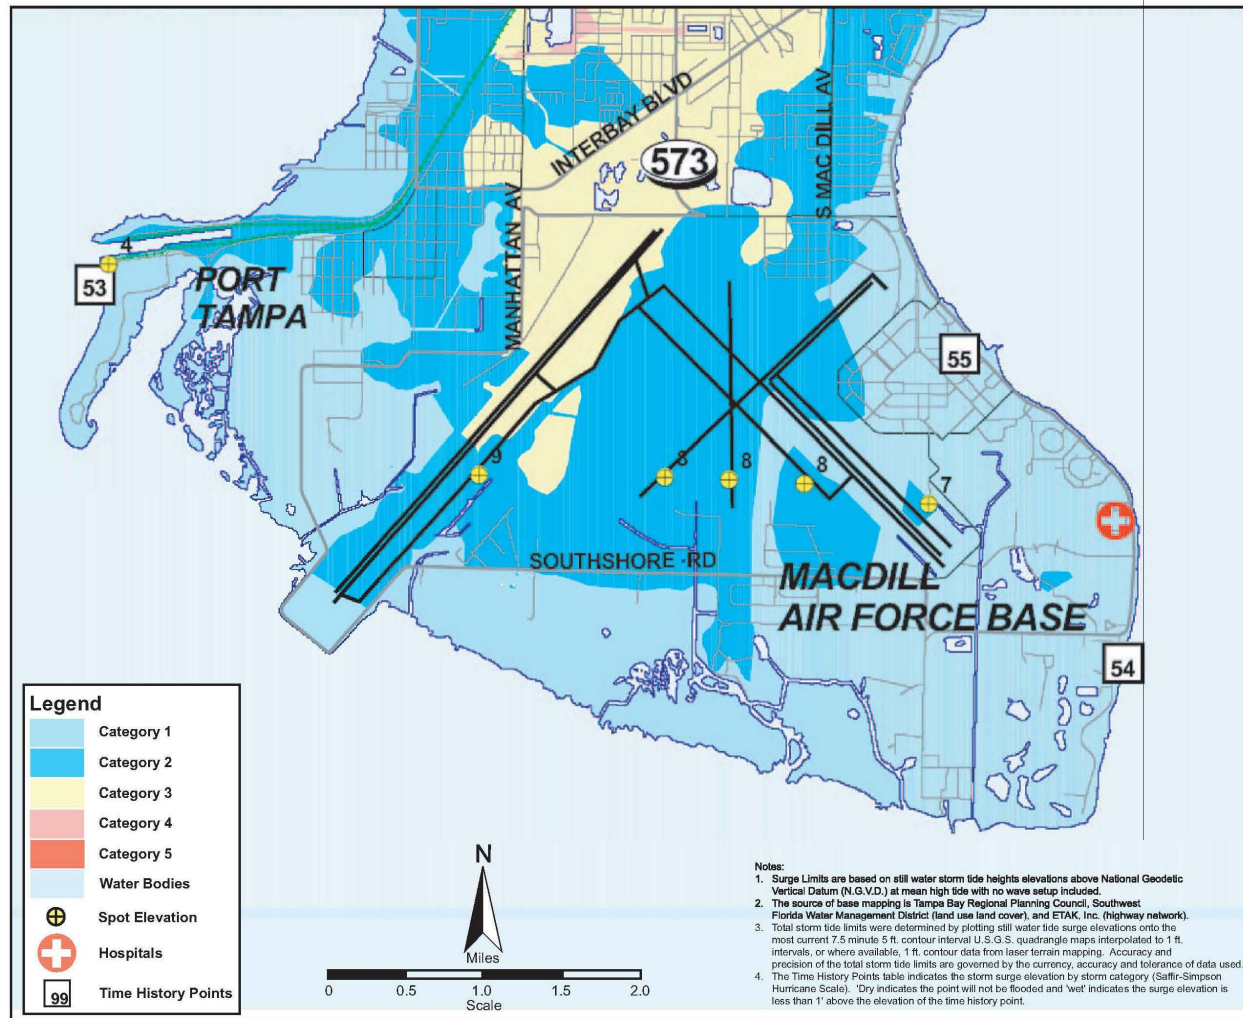 INTERBAY BLVD
573
S MAC DILL AV
MANHATTAN AV
4
53
PORT
TAMPA
55
9
8
8
8
7
SOUTHSHORE RD
MACDILL
AIR FORCE BASE
54
Legend
Category 1
Category 2
Category 3
Category 4
Category 5
Water Bodies
Spot Elevation
Hospitals
99 Time History Points
N
Miles
0 0.5 1.0 1.5 2.0
Scale
Notes:
1. Surge Limits are based on still water storm tide heights elevations above National Geodetic
Vertical Datum (N.G.V.D.) at mean high tide with no wave setup included.
2. The source of base mapping is Tampa Bay Regional Planning Council, Southwest
Florida Water Management District (land use land cover), and ETAK, Inc. (highway network).
3. Total storm tide limits were determined by plotting still water tide surge elevations onto the
most current 7.5 minute 5 ft. contour interval U.S.G.S. quadrangle maps interpolated to 1 ft.
intervals, or where available, 1 ft. contour data from laser terrain mapping. Accuracy and
precision of the total storm tide limits are governed by the currency, accuracy and tolerance of data used.
4. The Time History Points table indicates the storm surge elevation by storm category (Saffir-Simpson
Hurricane Scale). 'Dry indicates the point will not be flooded and 'wet' indicates the surge elevation is
less than 1' above the elevation of the time history point.